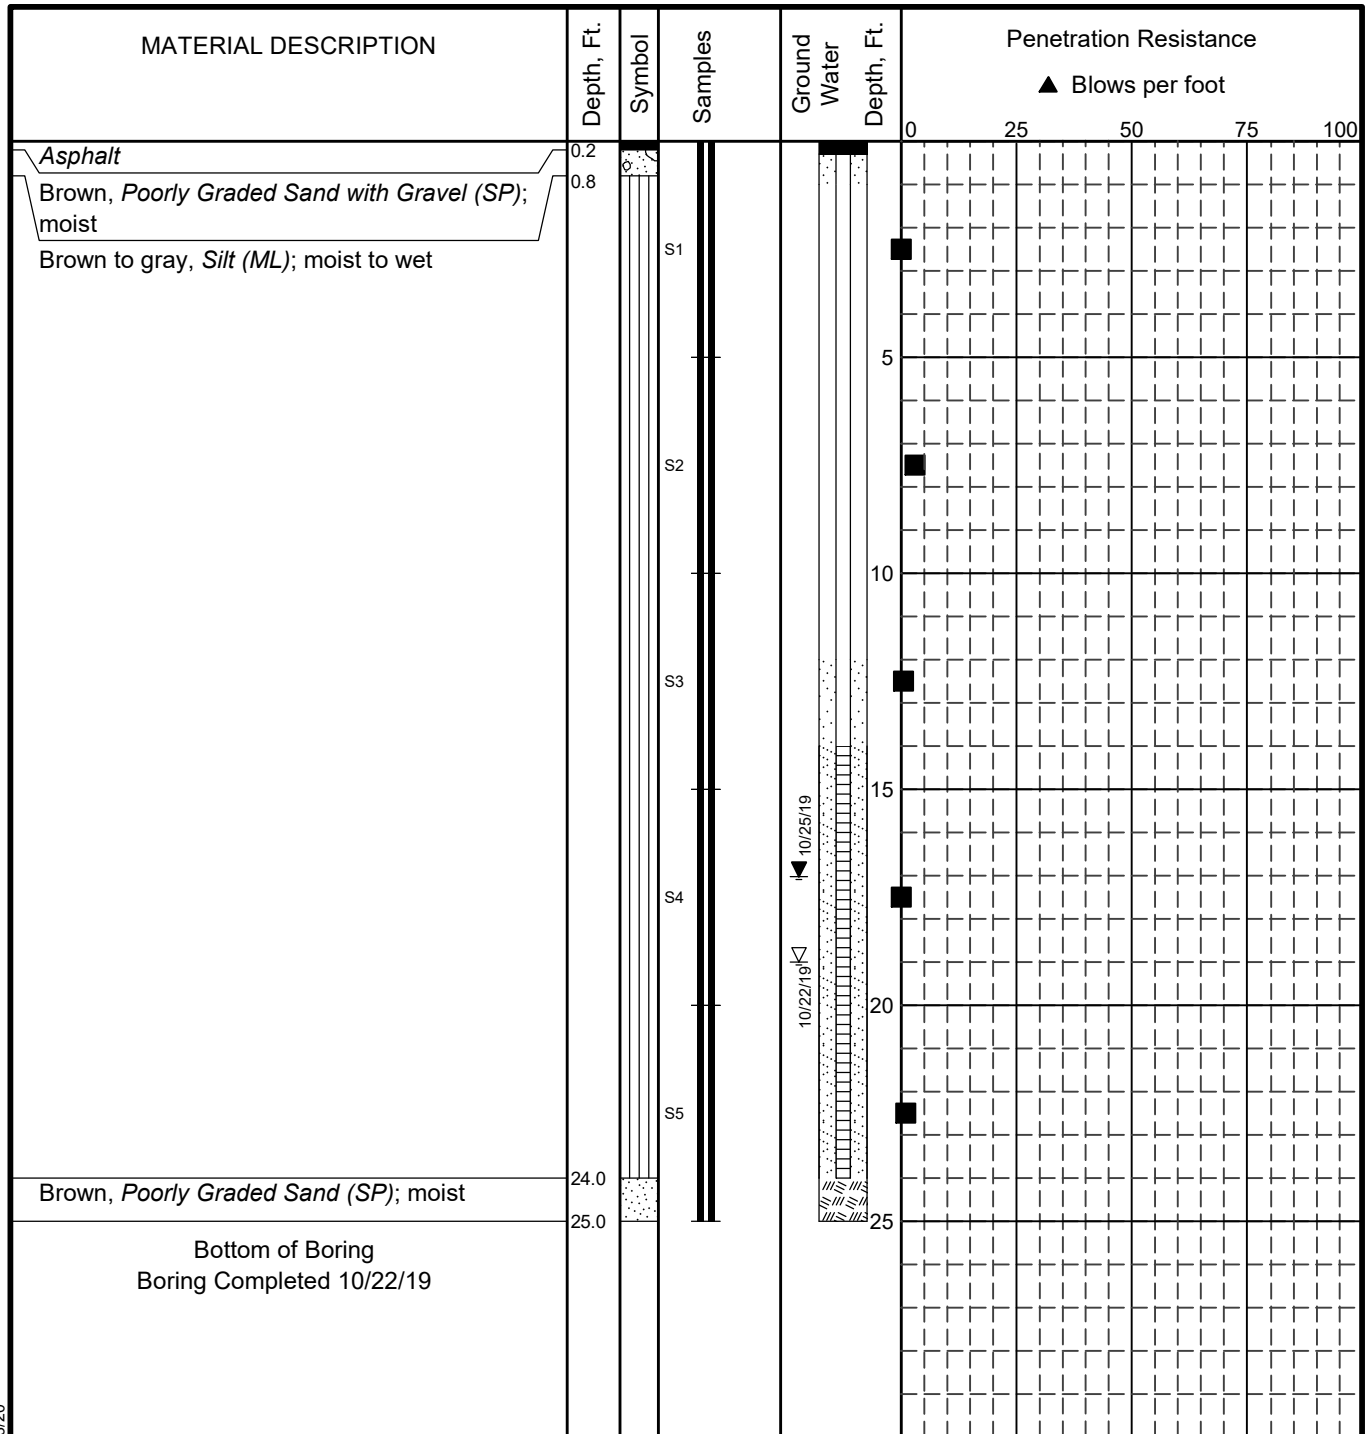 MATERIAL DESCRIPTION
Depth, Ft.
Symbol
Samples
Ground
Water
Depth, Ft.
Penetration Resistance
▲ Blows per foot
0 25 50 75 100
Asphalt
0.2
0.8
Brown, Poorly Graded Sand with Gravel (SP);
moist
Brown to gray, Silt (ML); moist to wet
S1
5
S2
10
S3
15
10/25/19
S4
10/22/19
20
S5
24.0
Brown, Poorly Graded Sand (SP); moist
25.0
25
Bottom of Boring
Boring Completed 10/22/19